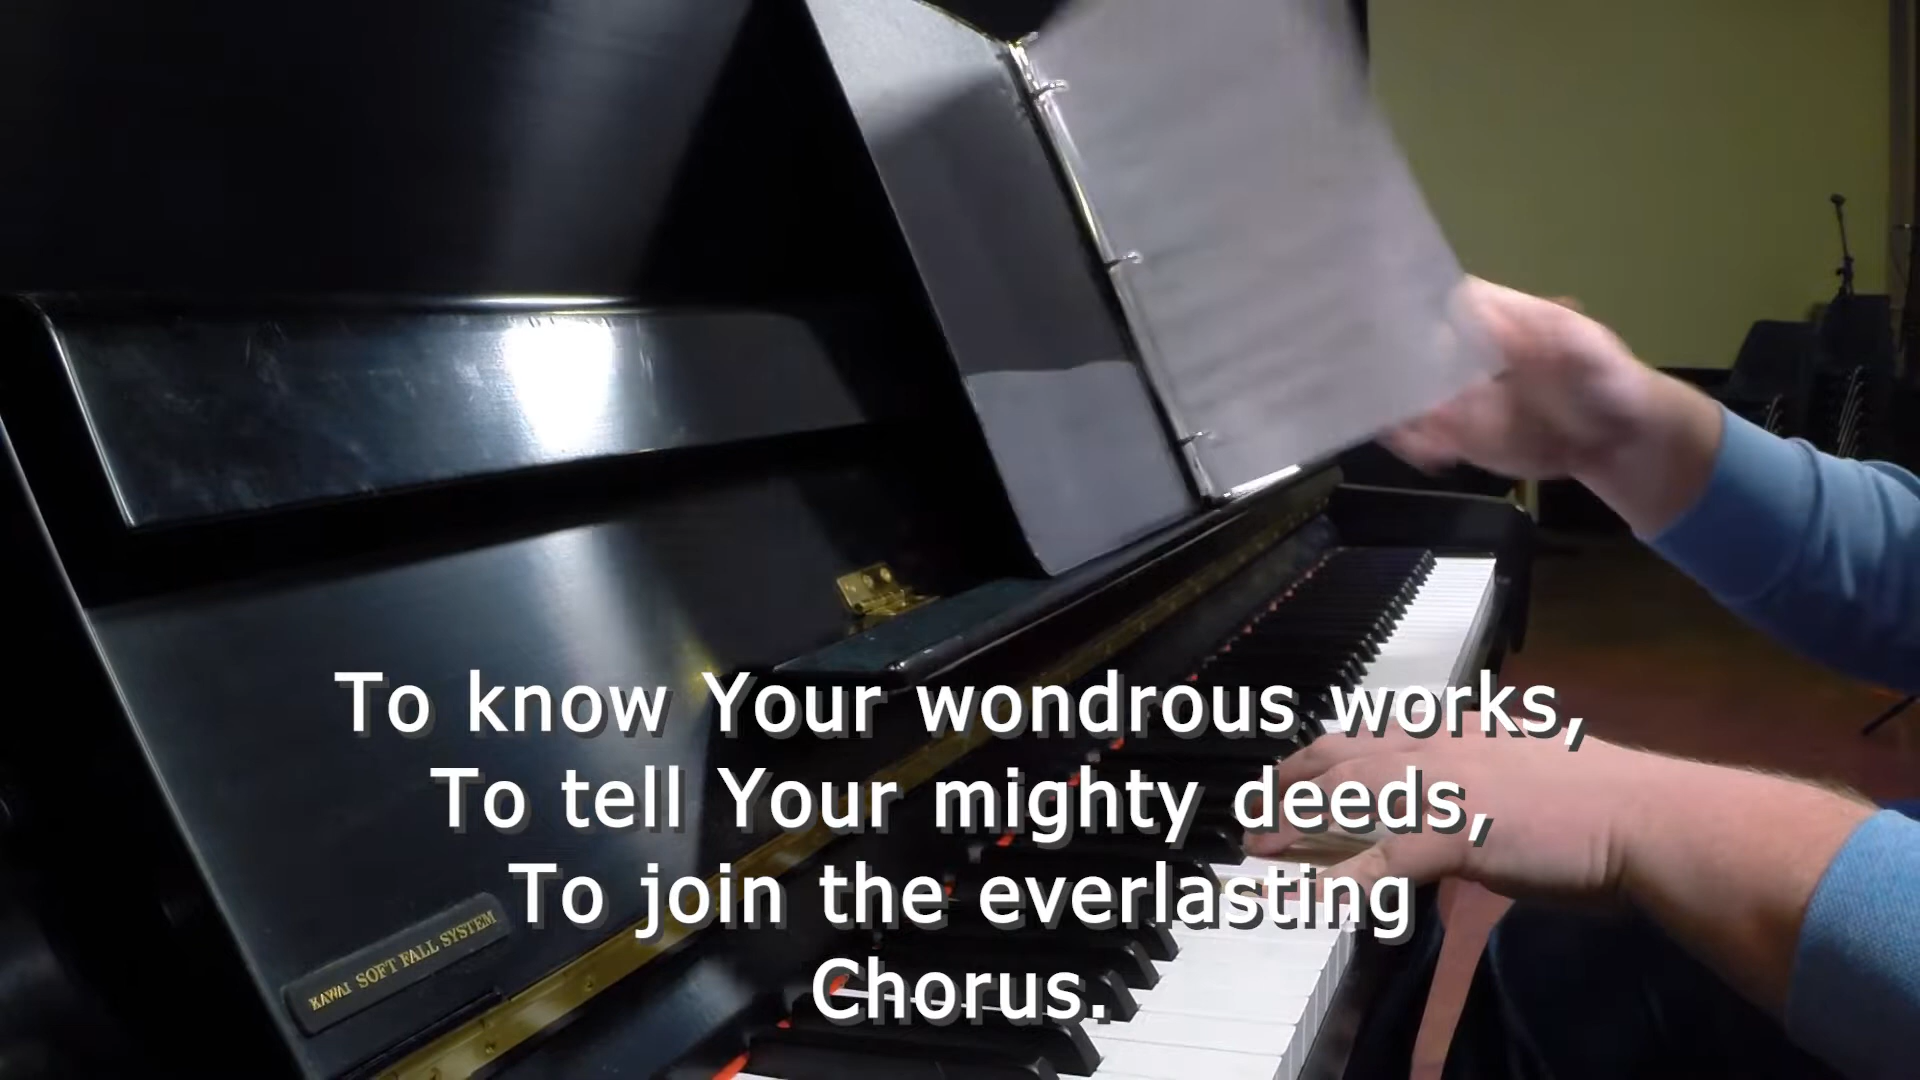 To know Your wondrous works,
To tell Your mighty deeds,
To join the everlasting
Chorus.
KAWAI SOFT FALL SYSTEM